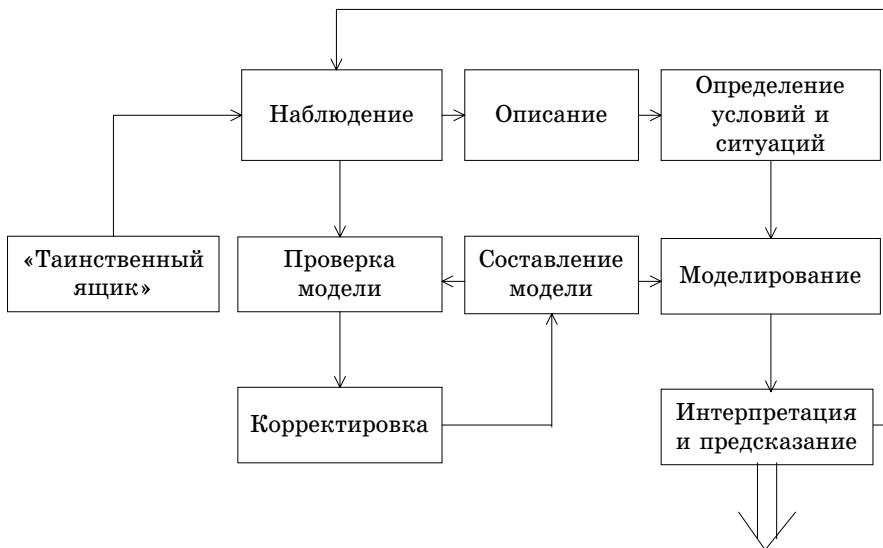 Наблюдение
Описание
Определение
условий и
ситуаций
«Таинственный
ящик»
Проверка
модели
Составление
модели
Моделирование
Корректировка
Интерпретация
и предсказание